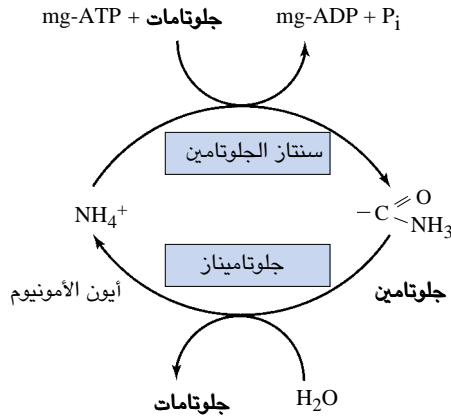 mg-ATP + جلوتامات
mg-ADP + Pi
سنتاز الجلوتامين
O
NH4+
– C
NH3
جلوتاميناز
أيون الأمونيوم
جلوتامين
جلوتامات
H2O